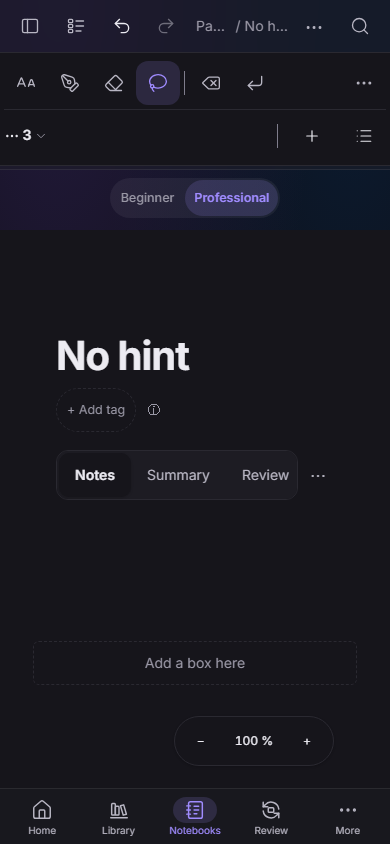 Pa... / No h... ...
AA
... 3
Beginner Professional
No hint
+ Add tag
Notes Summary Review ...
Add a box here
− 100 % +
Home Library Notebooks Review More